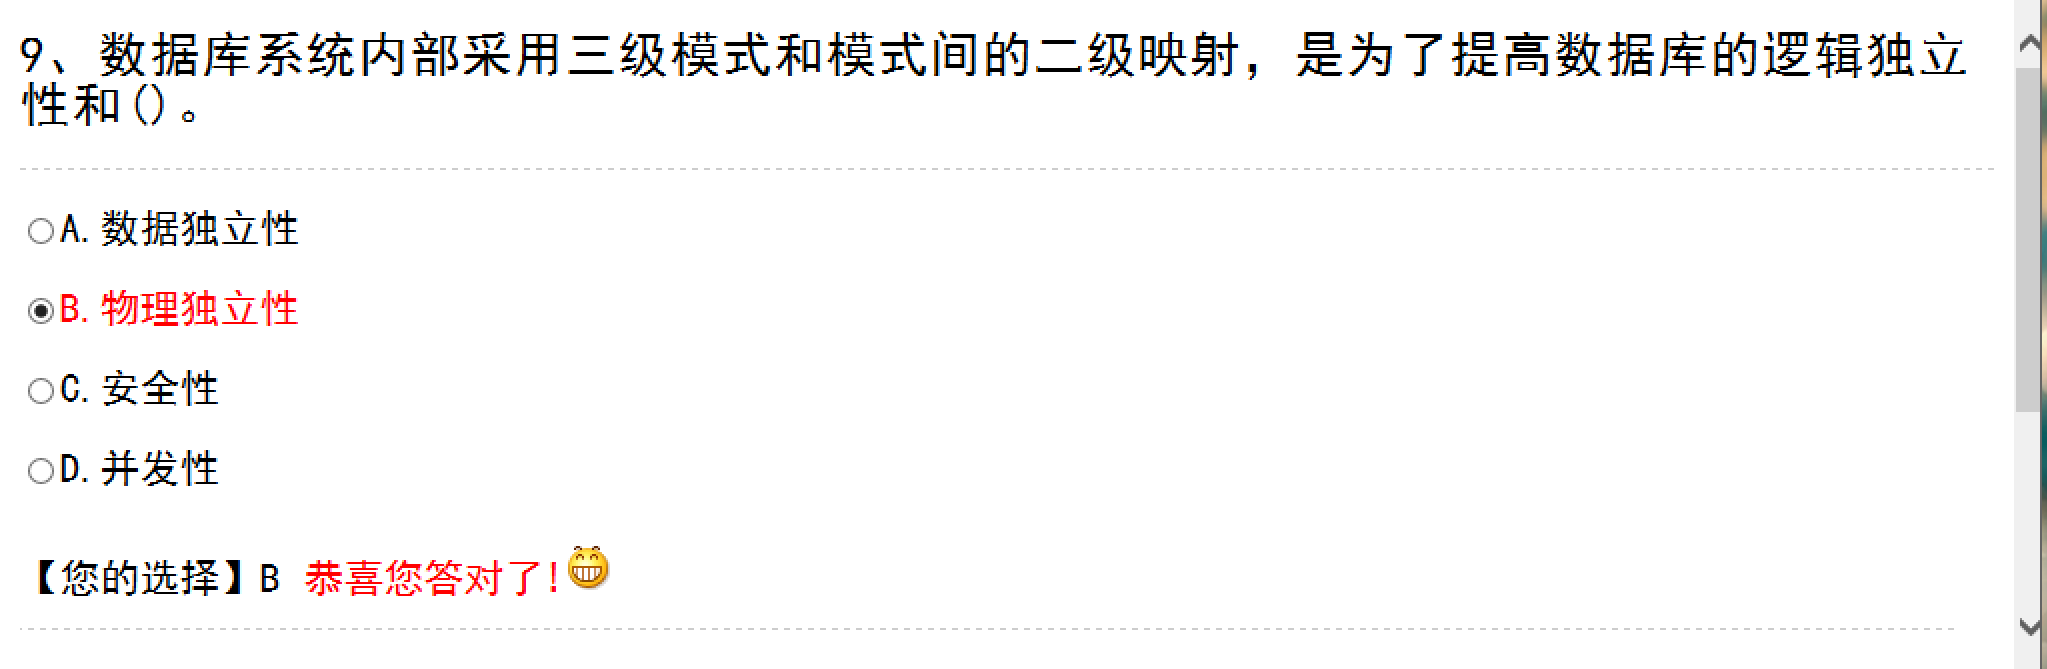 9、数据库系统内部采用三级模式和模式间的二级映射，是为了提高数据库的逻辑独立
性和()。
A. 数据独立性
B. 物理独立性
C. 安全性
D. 并发性
【您的选择】B 恭喜您答对了!